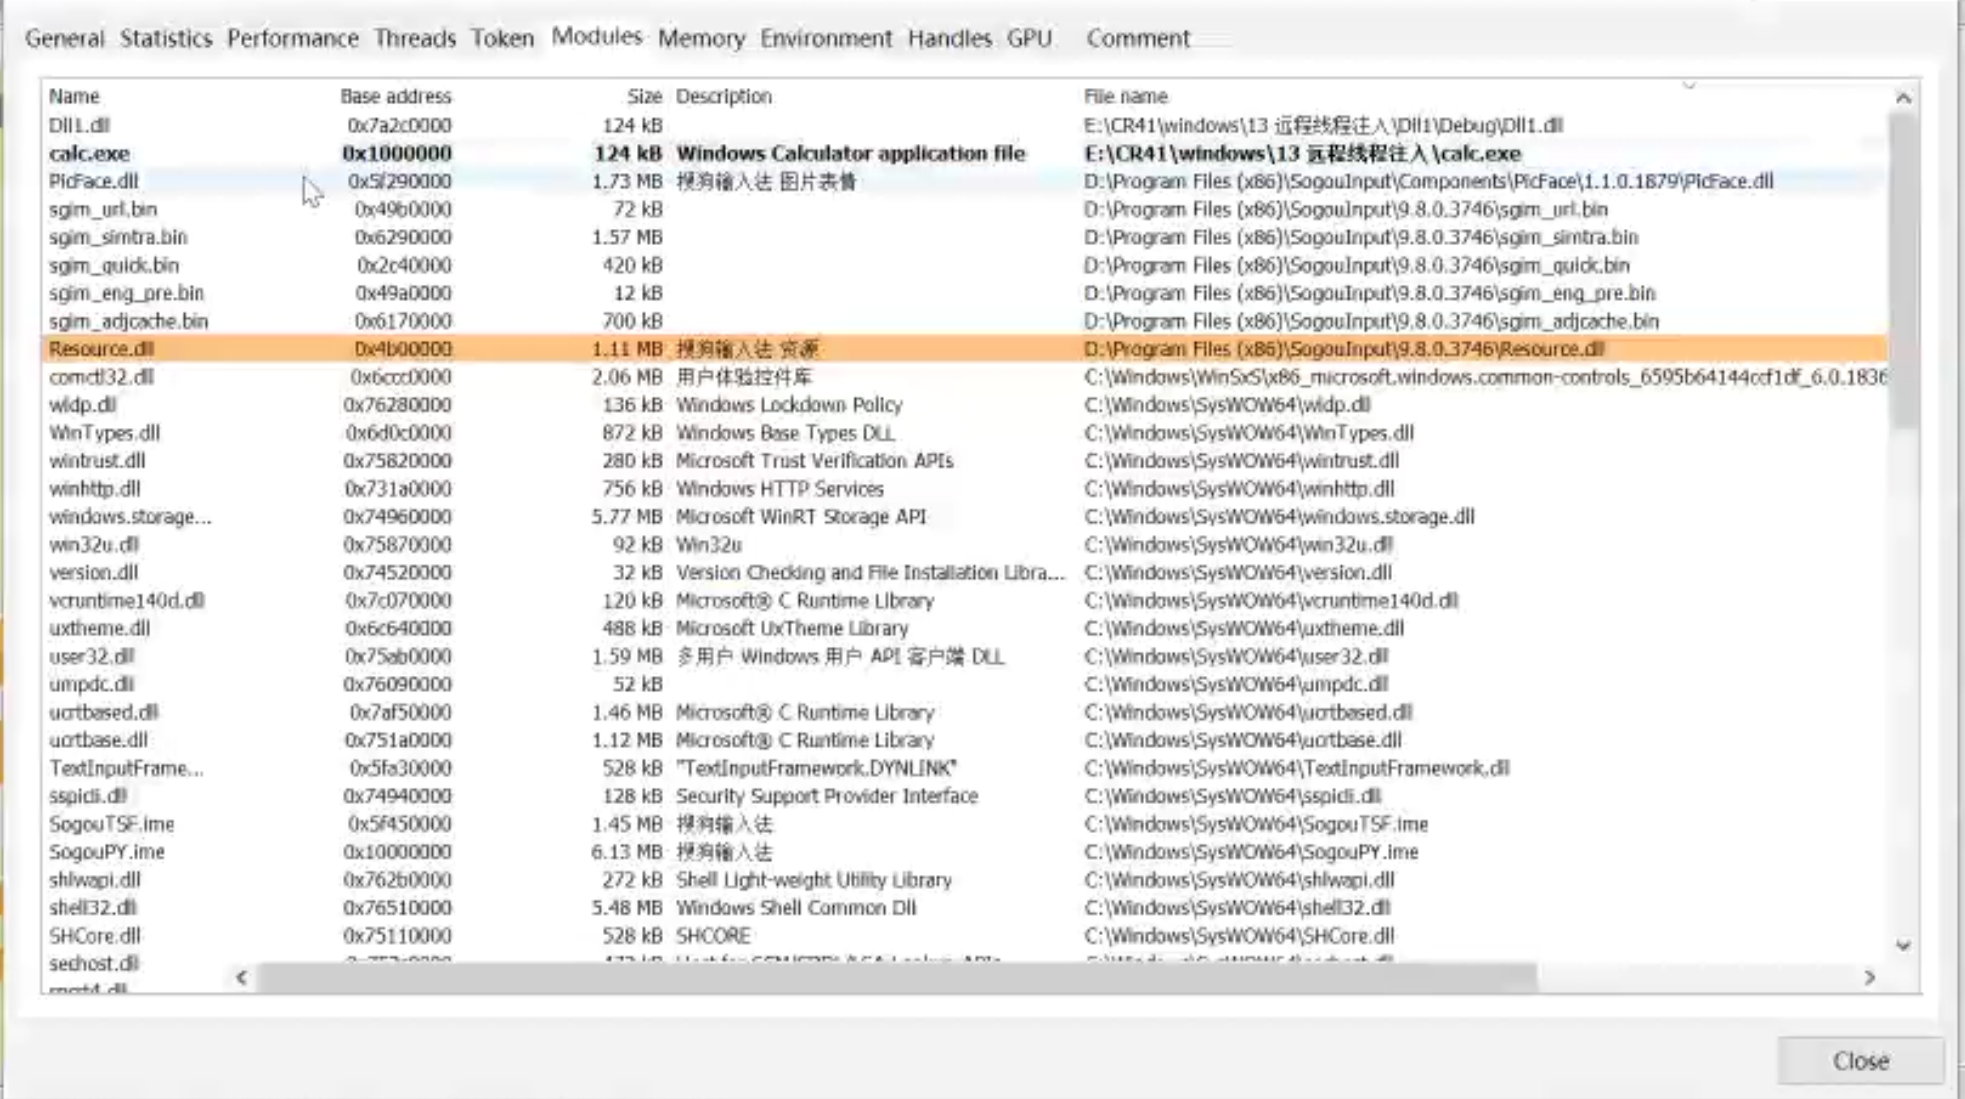 General Statistics Performance Threads Token Modules Memory Environment Handles GPU Comment
Name Base address Size Description File name
Dll1.dll 0x7a2c0000 124 kB E:\CR41\windows\13 远程线程注入\Dll1\Debug\Dll1.dll
calc.exe 0x1000000 124 kB Windows Calculator application file E:\CR41\windows\13 远程线程注入\calc.exe
PicFace.dll 0x5f290000 1.73 MB 搜狗输入法 图片表情 D:\Program Files (x86)\SogouInput\Components\PicFace\1.1.0.1879\PicFace.dll
sgim_url.bin 0x49b0000 72 kB D:\Program Files (x86)\SogouInput\9.8.0.3746\sgim_url.bin
sgim_simtra.bin 0x6290000 1.57 MB D:\Program Files (x86)\SogouInput\9.8.0.3746\sgim_simtra.bin
sgim_quick.bin 0x2c40000 420 kB D:\Program Files (x86)\SogouInput\9.8.0.3746\sgim_quick.bin
sgim_eng_pre.bin 0x49a0000 12 kB D:\Program Files (x86)\SogouInput\9.8.0.3746\sgim_eng_pre.bin
sgim_adjcache.bin 0x6170000 700 kB D:\Program Files (x86)\SogouInput\9.8.0.3746\sgim_adjcache.bin
Resource.dll 0x4b00000 1.11 MB 搜狗输入法 资源 D:\Program Files (x86)\SogouInput\9.8.0.3746\Resource.dll
comctl32.dll 0x6ccc0000 2.06 MB 用户体验控件库 C:\Windows\WinSxS\x86_microsoft.windows.common-controls_6595b64144ccf1df_6.0.1836
wldp.dll 0x76280000 136 kB Windows Lockdown Policy C:\Windows\SysWOW64\wldp.dll
WinTypes.dll 0x6d0c0000 872 kB Windows Base Types DLL C:\Windows\SysWOW64\WinTypes.dll
wintrust.dll 0x75820000 280 kB Microsoft Trust Verification APIs C:\Windows\SysWOW64\wintrust.dll
winhttp.dll 0x731a0000 756 kB Windows HTTP Services C:\Windows\SysWOW64\winhttp.dll
windows.storage... 0x74960000 5.77 MB Microsoft WinRT Storage API C:\Windows\SysWOW64\windows.storage.dll
win32u.dll 0x75870000 92 kB Win32u C:\Windows\SysWOW64\win32u.dll
version.dll 0x74520000 32 kB Version Checking and File Installation Libra... C:\Windows\SysWOW64\version.dll
vcruntime140d.dll 0x7c070000 120 kB Microsoft® C Runtime Library C:\Windows\SysWOW64\vcruntime140d.dll
uxtheme.dll 0x6c640000 488 kB Microsoft UxTheme Library C:\Windows\SysWOW64\uxtheme.dll
user32.dll 0x75ab0000 1.59 MB 多用户 Windows 用户 API 客户端 DLL C:\Windows\SysWOW64\user32.dll
umpdc.dll 0x76090000 52 kB C:\Windows\SysWOW64\umpdc.dll
ucrtbased.dll 0x7af50000 1.46 MB Microsoft® C Runtime Library C:\Windows\SysWOW64\ucrtbased.dll
ucrtbase.dll 0x751a0000 1.12 MB Microsoft® C Runtime Library C:\Windows\SysWOW64\ucrtbase.dll
TextInputFrame... 0x5fa30000 528 kB "TextInputFramework.DYNLINK" C:\Windows\SysWOW64\TextInputFramework.dll
sspicli.dll 0x74940000 128 kB Security Support Provider Interface C:\Windows\SysWOW64\sspicli.dll
SogouTSF.ime 0x5f450000 1.45 MB 搜狗输入法 C:\Windows\SysWOW64\SogouTSF.ime
SogouPY.ime 0x10000000 6.13 MB 搜狗输入法 C:\Windows\SysWOW64\SogouPY.ime
shlwapi.dll 0x762b0000 272 kB Shell Light-weight Utility Library C:\Windows\SysWOW64\shlwapi.dll
shell32.dll 0x76510000 5.48 MB Windows Shell Common Dll C:\Windows\SysWOW64\shell32.dll
SHCore.dll 0x75110000 528 kB SHCORE C:\Windows\SysWOW64\SHCore.dll
sechost.dll
Close